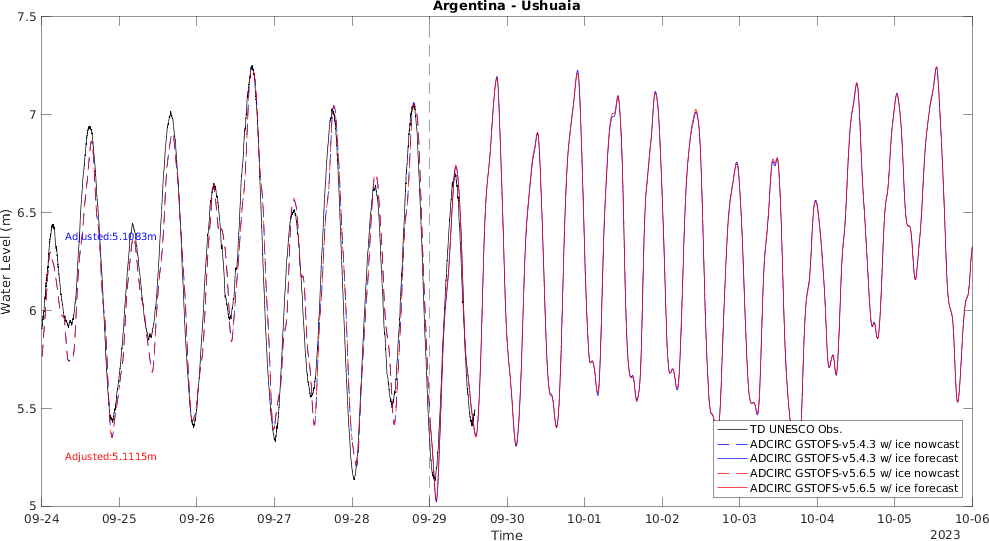 Argentina - Ushuaia
7.5
7
6.5
6
5.5
5
Water Level (m)
Adjusted:5.1083m
Adjusted:5.1115m
TD UNESCO Obs.
ADCIRC GSTOFS-v5.4.3 w/ ice nowcast
ADCIRC GSTOFS-v5.4.3 w/ ice forecast
ADCIRC GSTOFS-v5.6.5 w/ ice nowcast
ADCIRC GSTOFS-v5.6.5 w/ ice forecast
09-24 09-25 09-26 09-27 09-28 09-29 09-30 10-01 10-02 10-03 10-04 10-05 10-06
Time
2023